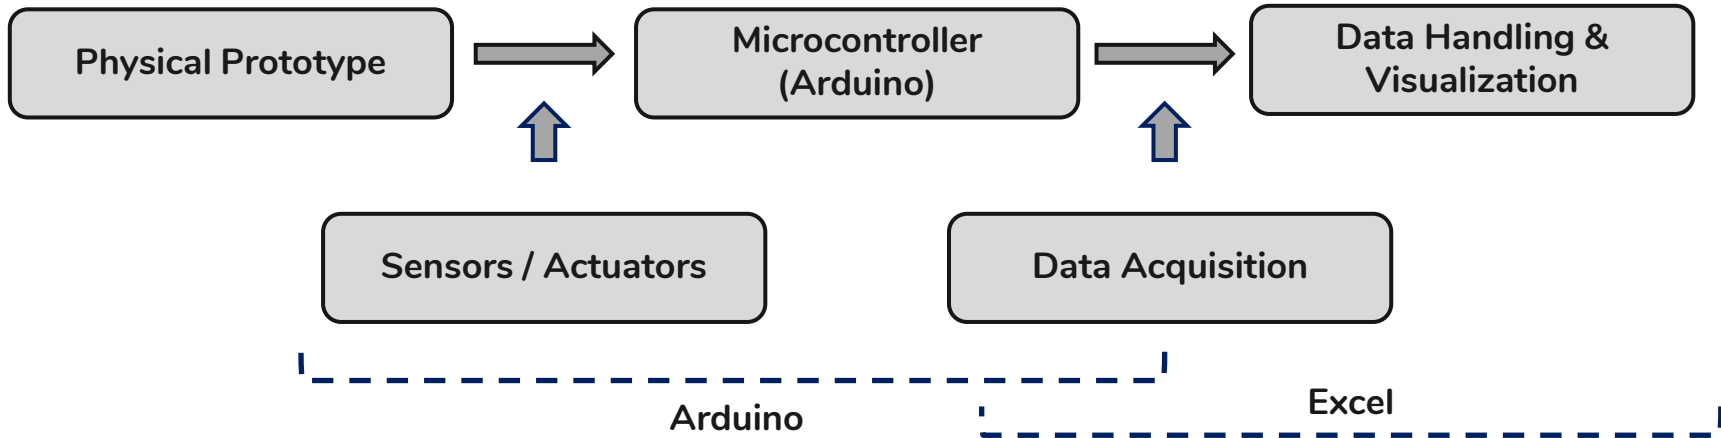 Physical Prototype
Microcontroller
(Arduino)
Data Handling &
Visualization
Sensors / Actuators
Data Acquisition
Arduino
Excel